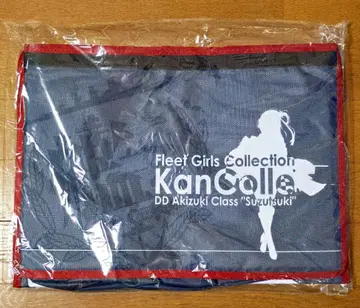 Fleet Girls Collection
KanColle
DD Akizuki Class "Suzutsuki"